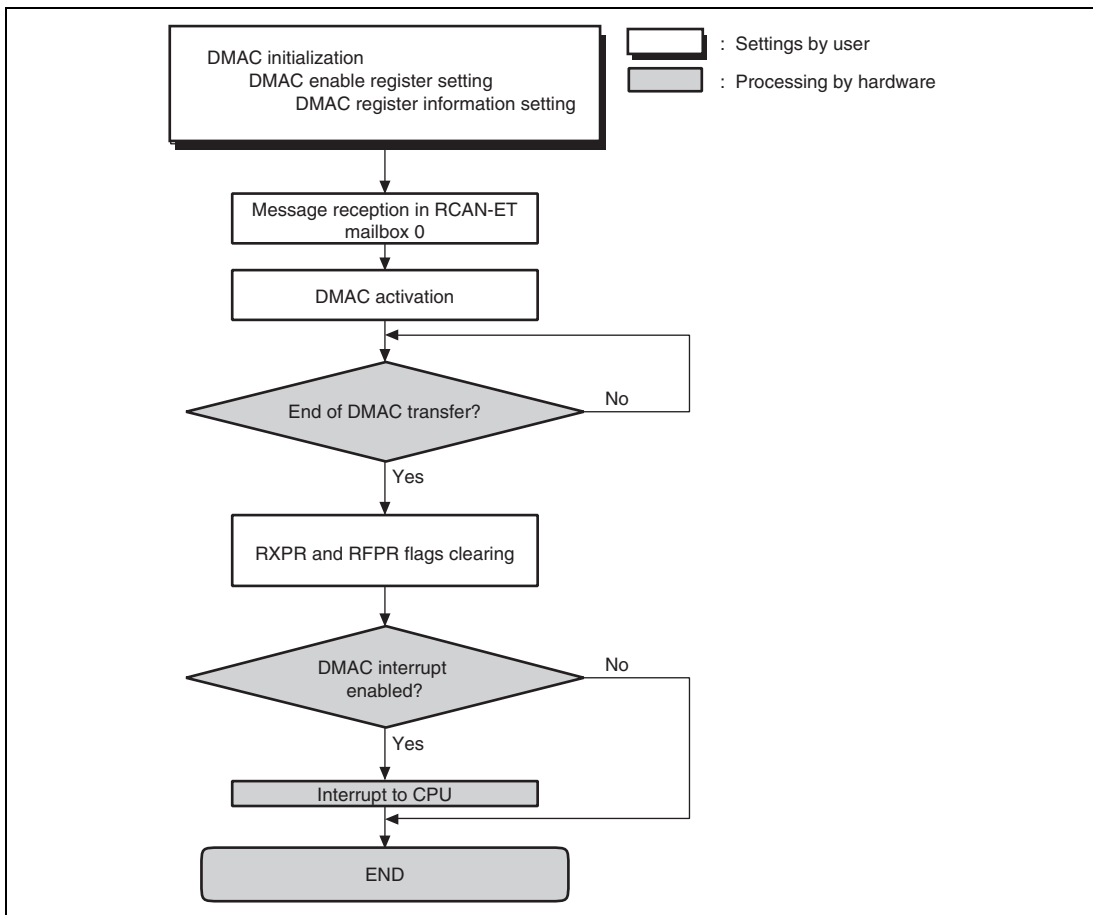 DMAC initialization
DMAC enable register setting
DMAC register information setting
: Settings by user
: Processing by hardware
Message reception in RCAN-ET
mailbox 0
DMAC activation
End of DMAC transfer?
No
Yes
RXPR and RFPR flags clearing
DMAC interrupt
enabled?
No
Yes
Interrupt to CPU
END